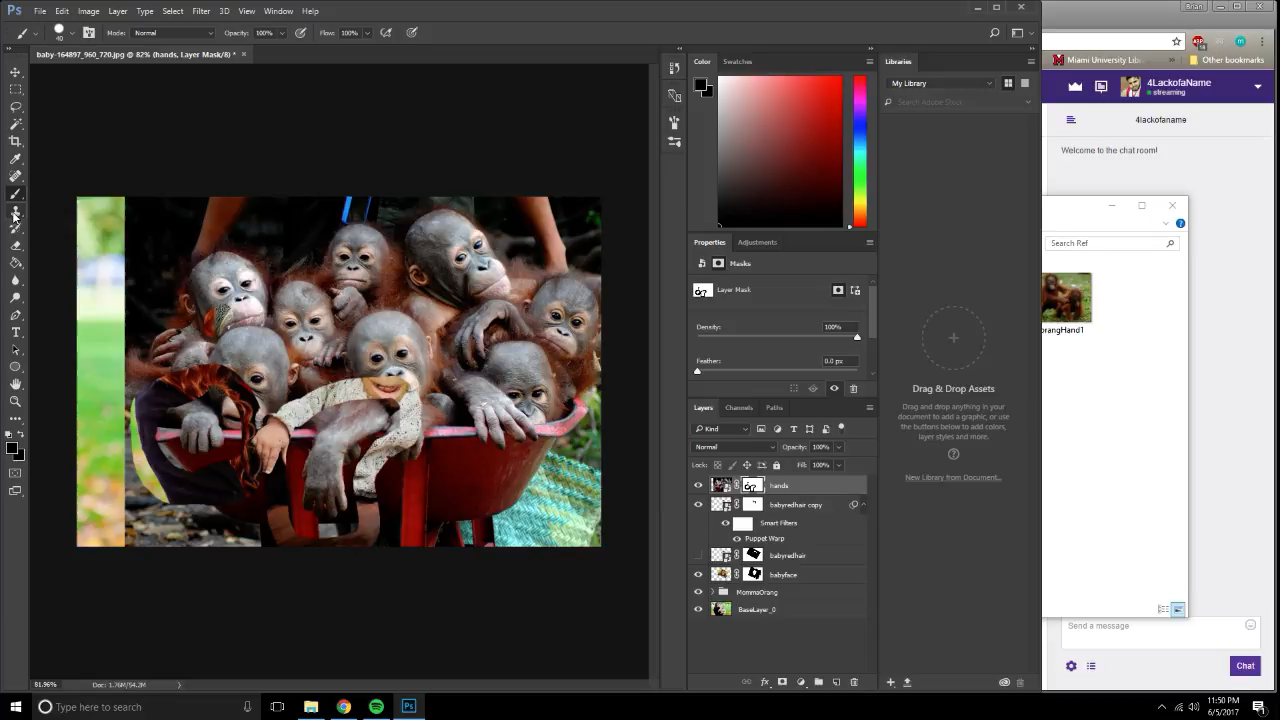 Ps File Edit Image Layer Type Select Filter 3D View Window Help
Brian
40 Mode: Normal Opacity: 100% Flow: 100%
Miami University Libr » Other bookmarks
baby-164897_960_720.jpg @ 82% (hands, Layer Mask/8) * ×
Color Swatches
Libraries
My Library
Search Adobe Stock
4LackofaName
streaming
4lackofaname
Welcome to the chat room!
Search Ref
orangHand1
Properties Adjustments
Masks
Layer Mask
Density: 100%
Feather: 0.0 px
Drag & Drop Assets
Drag and drop anything in your
document to add a graphic, or use
the buttons below to add colors,
layer styles and more.
New Library from Document...
Layers Channels Paths
Kind
Normal Opacity: 100%
Lock: Fill: 100%
hands
babyredhair copy
Smart Filters
Puppet Warp
babyredhair
babyface
MommaOrang
BaseLayer_0
Send a message
Chat
81.96% Doc: 1.76M/54.2M
Type here to search
11:50 PM
6/5/2017